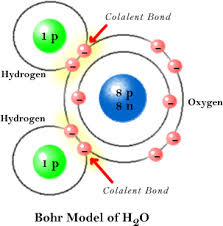 Colalent Bond
1 p
Hydrogen
8 p
8 n
Oxygen
Hydrogen
1 p
Colalent Bond
Bohr Model of H₂O